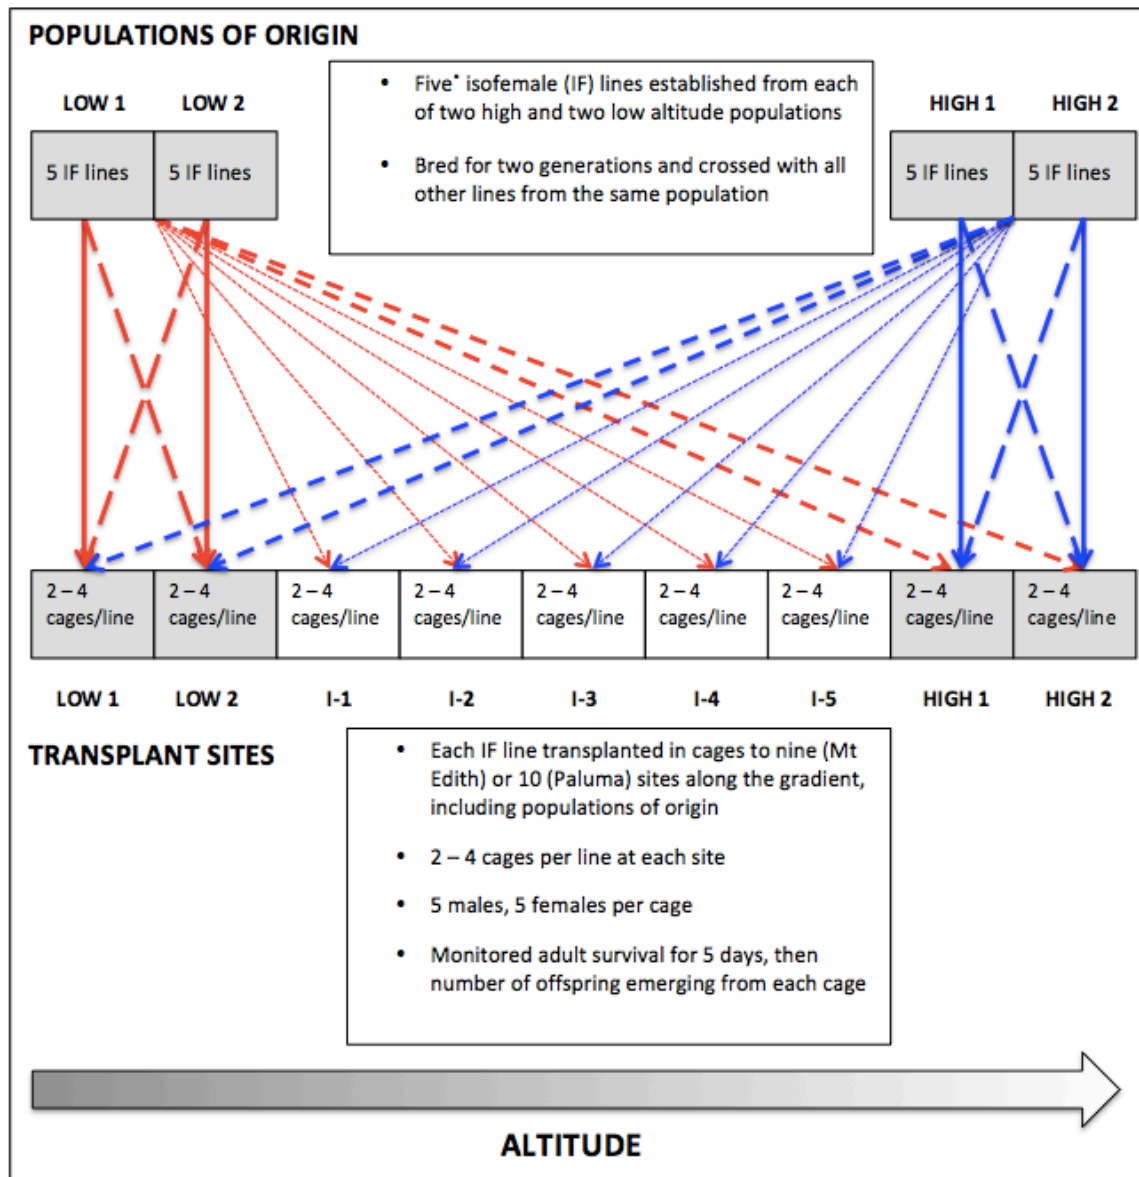 POPULATIONS OF ORIGIN
LOW 1
LOW 2
HIGH 1
HIGH 2
• Five* isofemale (IF) lines established from each
of two high and two low altitude populations
• Bred for two generations and crossed with all
other lines from the same population
5 IF lines
5 IF lines
5 IF lines
5 IF lines
2 – 4
cages/line
2 – 4
cages/line
2 – 4
cages/line
2 – 4
cages/line
2 – 4
cages/line
2 – 4
cages/line
2 – 4
cages/line
2 – 4
cages/line
2 – 4
cages/line
LOW 1
LOW 2
I-1
I-2
I-3
I-4
I-5
HIGH 1
HIGH 2
TRANSPLANT SITES
• Each IF line transplanted in cages to nine (Mt
Edith) or 10 (Paluma) sites along the gradient,
including populations of origin
• 2 – 4 cages per line at each site
• 5 males, 5 females per cage
• Monitored adult survival for 5 days, then
number of offspring emerging from each cage
ALTITUDE